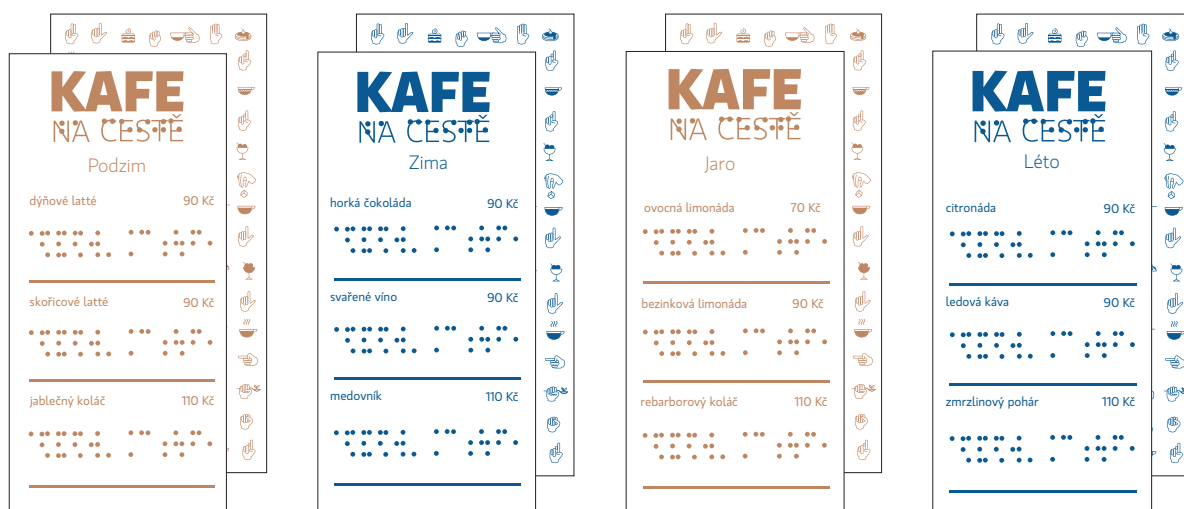 KAFE
NA CESTĚ
Podzim
dýňové latté 90 Kč
skořicové latté 90 Kč
jablečný koláč 110 Kč
KAFE
NA CESTĚ
Zima
horká čokoláda 90 Kč
svařené víno 90 Kč
medovník 110 Kč
KAFE
NA CESTĚ
Jaro
ovocná limonáda 70 Kč
bezinková limonáda 90 Kč
rebarborový koláč 110 Kč
KAFE
NA CESTĚ
Léto
citronáda 90 Kč
ledová káva 90 Kč
zmrzlinový pohár 110 Kč